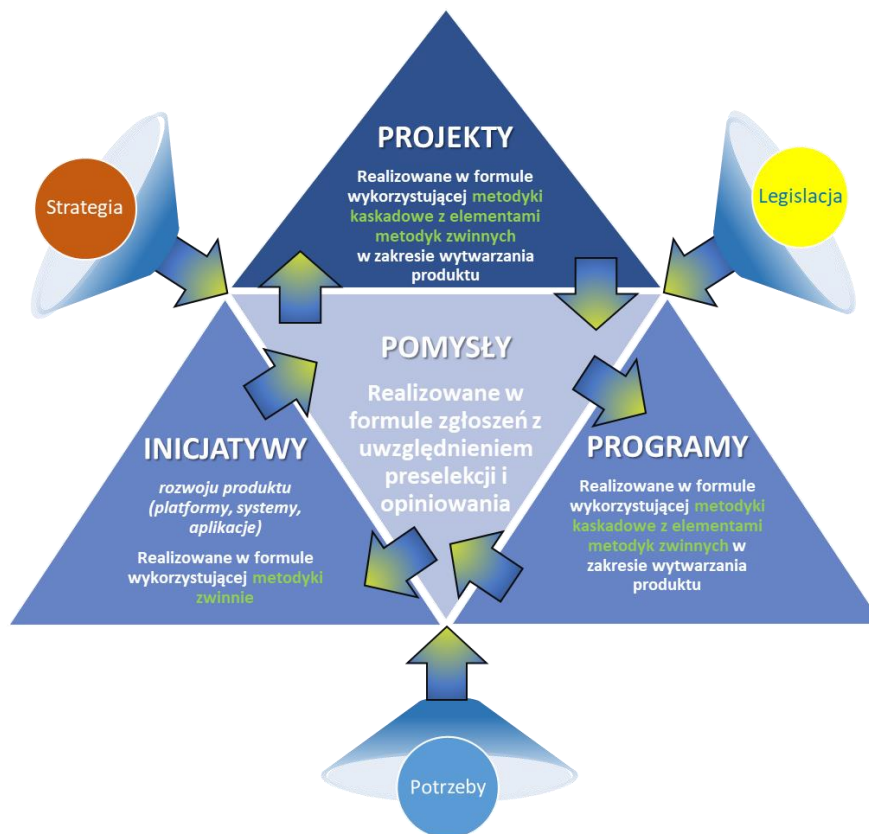 PROJEKTY
Realizowane w formule
wykorzystującej metodyki
kaskadowe z elementami
metodyk zwinnych
w zakresie wytwarzania
produktu
Strategia
Legislacja
POMYSŁY
Realizowane w
formule zgłoszeń z
uwzględnieniem
preselekcji i
opiniowania
INICJATYWY
rozwoju produktu
(platformy, systemy,
aplikacje)
Realizowane w formule
wykorzystującej metodyki
zwinnie
PROGRAMY
Realizowane w formule
wykorzystującej metodyki
kaskadowe z elementami
metodyk zwinnych w
zakresie wytwarzania
produktu
Potrzeby